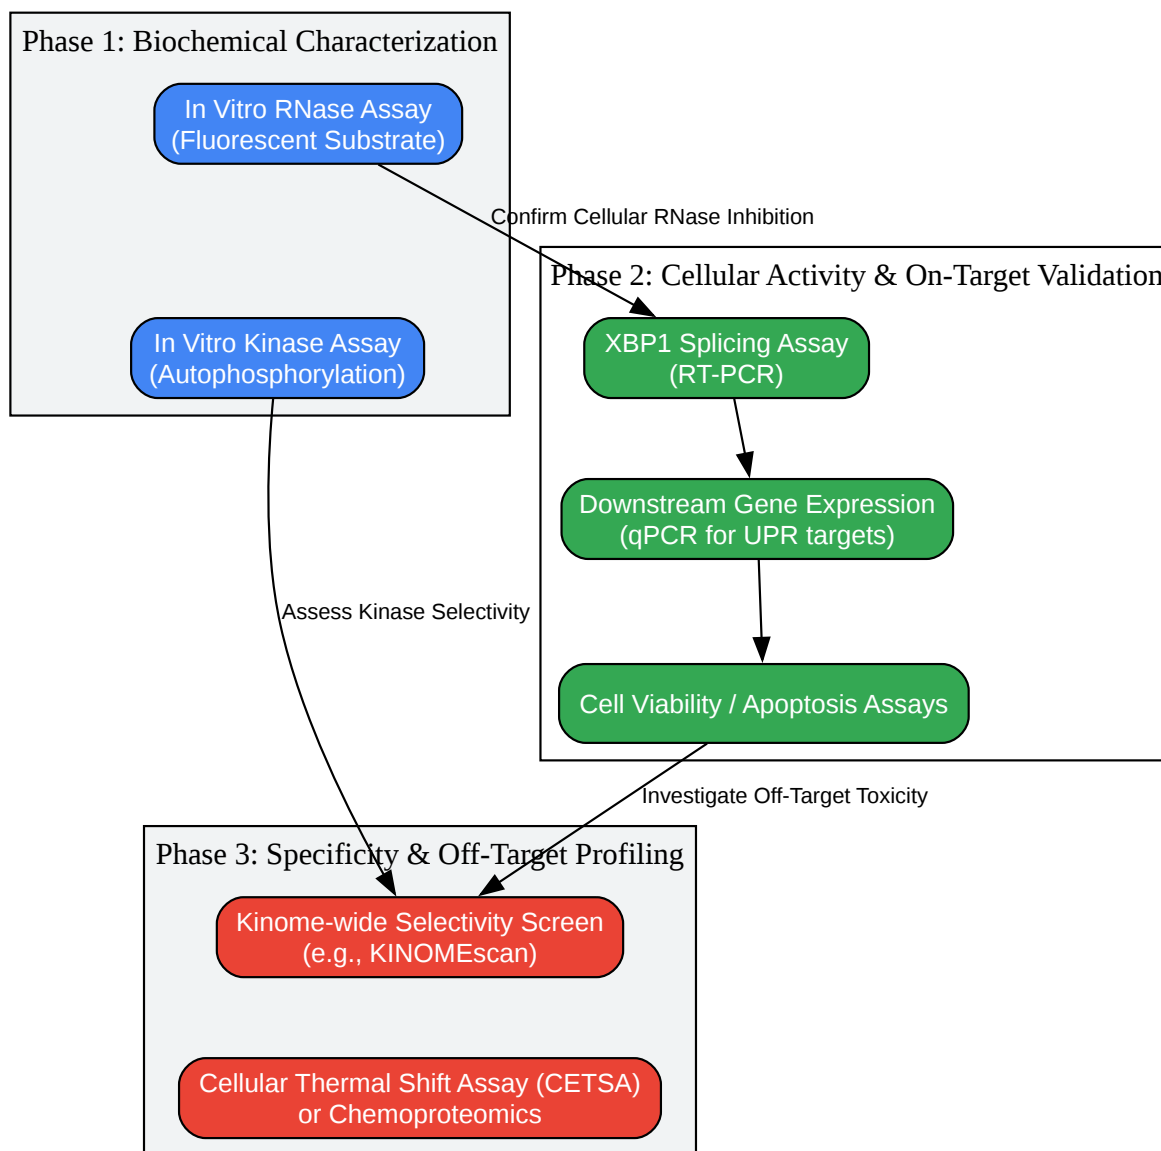 Phase 1: Biochemical Characterization
In Vitro RNase Assay
(Fluorescent Substrate)
Confirm Cellular RNase Inhibition
Phase 2: Cellular Activity & On-Target Validation
In Vitro Kinase Assay
(Autophosphorylation)
XBP1 Splicing Assay
(RT-PCR)
Downstream Gene Expression
(qPCR for UPR targets)
Assess Kinase Selectivity
Cell Viability / Apoptosis Assays
Investigate Off-Target Toxicity
Phase 3: Specificity & Off-Target Profiling
Kinome-wide Selectivity Screen
(e.g., KINOMEscan)
Cellular Thermal Shift Assay (CETSA)
or Chemoproteomics